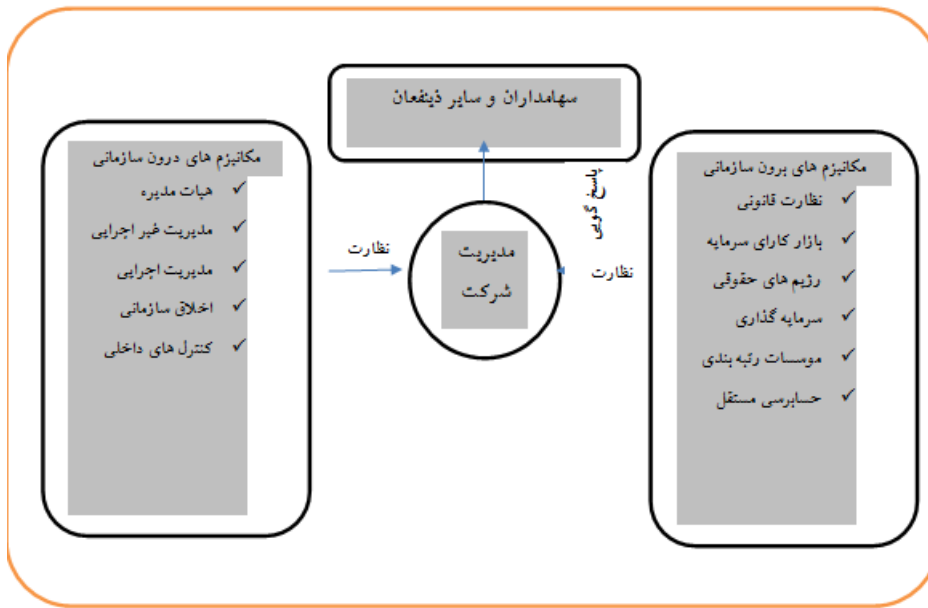 سهامداران و سایر ذینفعان
مکانیزم های برون سازمانی
✓ نظارت قانونی
✓ بازار کارای سرمایه
✓ رژیم های حقوقی
✓ سرمایه گذاری
✓ موسسات رتبه بندی
✓ حسابرسی مستقل
پاسخ گویی
نظارت
مدیریت
شرکت
نظارت
مکانیزم های درون سازمانی
✓ هیات مدیره
✓ مدیریت غیر اجرایی
✓ مدیریت اجرایی
✓ اخلاق سازمانی
✓ کنترل های داخلی